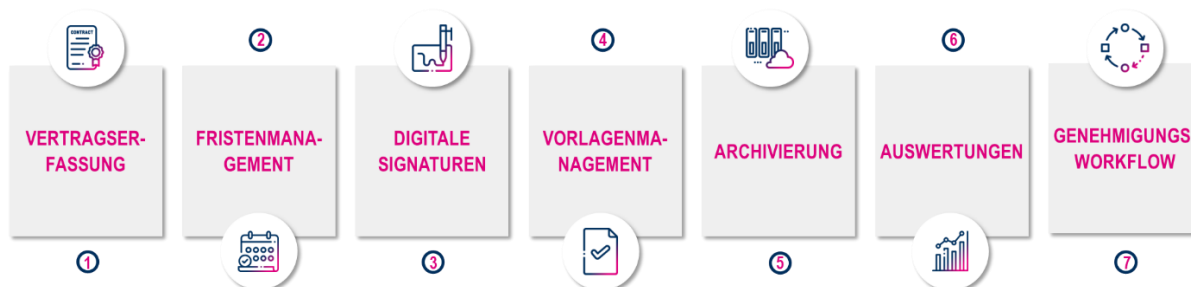 CONTRACT
VERTRAGSER-
FASSUNG
1
2
FRISTENMANA-
GEMENT
DIGITALE
SIGNATUREN
3
4
VORLAGENMA-
NAGEMENT
ARCHIVIERUNG
5
6
AUSWERTUNGEN
GENEHMIGUNGS
WORKFLOW
7